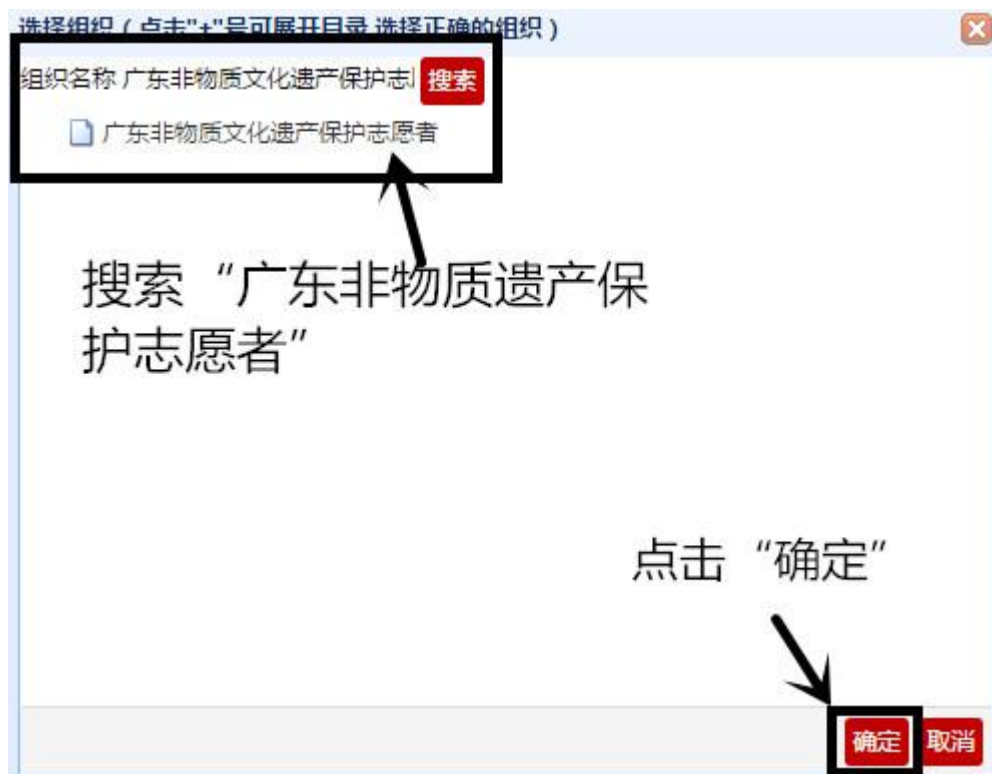 选择组织（点击"+"号可展开目录 选择正确的组织）
组织名称 广东非物质文化遗产保护志 搜索
广东非物质文化遗产保护志愿者
搜索“广东非物质遗产保
护志愿者”
点击“确定”
确定 取消